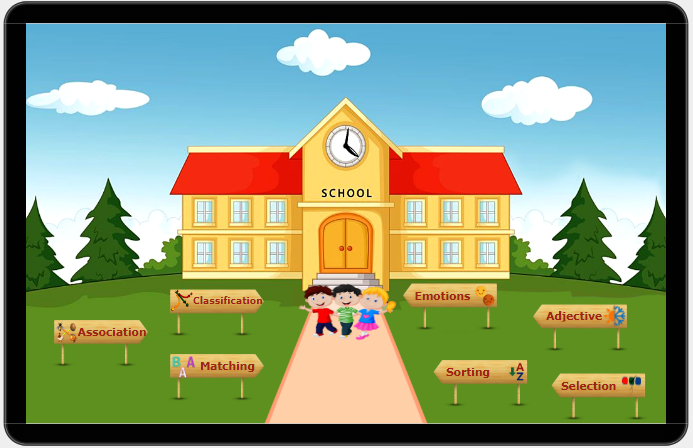 SCHOOL
Classification
Emotions
Association
Adjective
B A
A
Matching
Sorting
A
Z
Selection